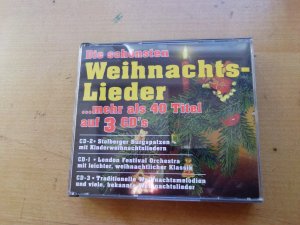 Die schönsten
Weihnachts-
Lieder
...mehr als 40 Titel
auf 3 CD's
CD-2 • Stolberger Burgspatzen
mit Kinderweihnachtsliedern
CD-1 • London Festival Orchestra
mit leichter, weihnachtlicher Klassik
CD-3 • Traditionelle Weihnachtsmelodien
und viele, bekannte Weihnachtslieder